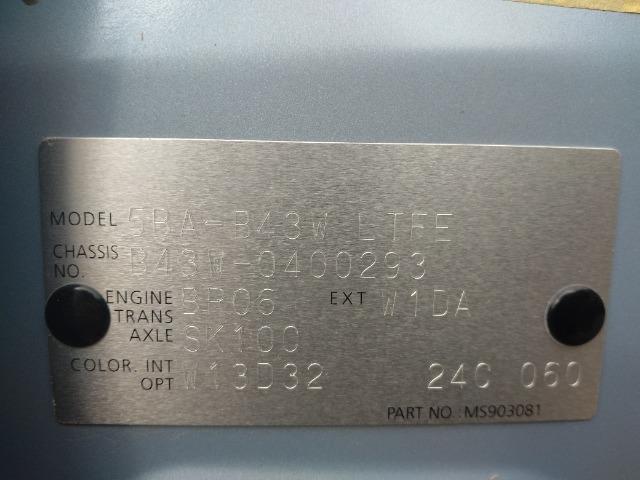 MODEL 5BA-B43W LTFE
CHASSIS NO. B43W-0400293
ENGINE BR06 EXT W1DA
TRANS AXLE SK100
COLOR. INT OPT W13D32 24C 060
PART NO.: MS903081